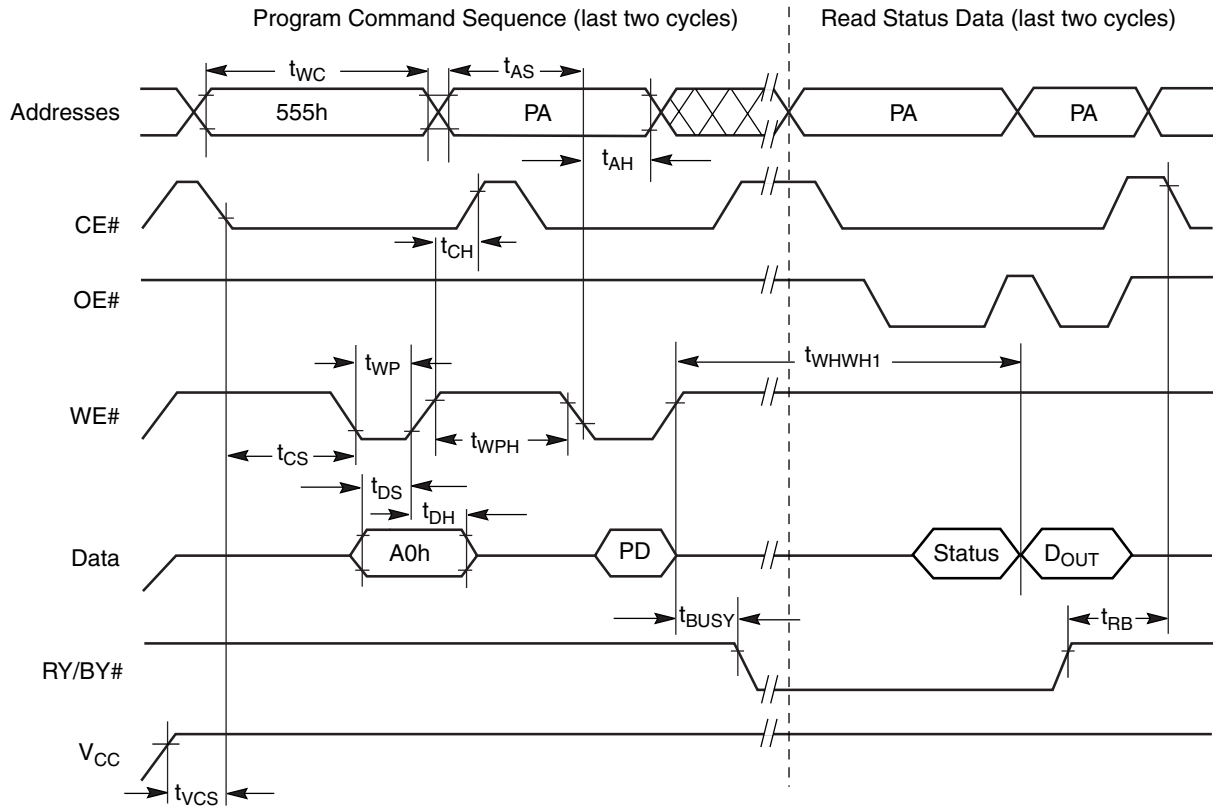 Program Command Sequence (last two cycles) Read Status Data (last two cycles)
tWC tAS
Addresses 555h PA PA PA
tAH
CE#
tCH
OE#
tWP tWHWH1
WE#
tCS tWPH
tDS
tDH
Data A0h PD Status DOUT
tBUSY tRB
RY/BY#
VCC
tVCS